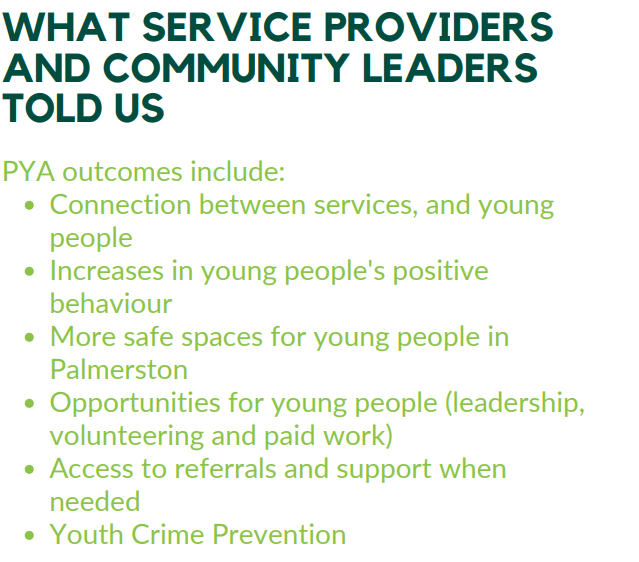 WHAT SERVICE PROVIDERS
AND COMMUNITY LEADERS
TOLD US
PYA outcomes include:
• Connection between services, and young
people
• Increases in young people's positive
behaviour
• More safe spaces for young people in
Palmerston
• Opportunities for young people (leadership,
volunteering and paid work)
• Access to referrals and support when
needed
• Youth Crime Prevention